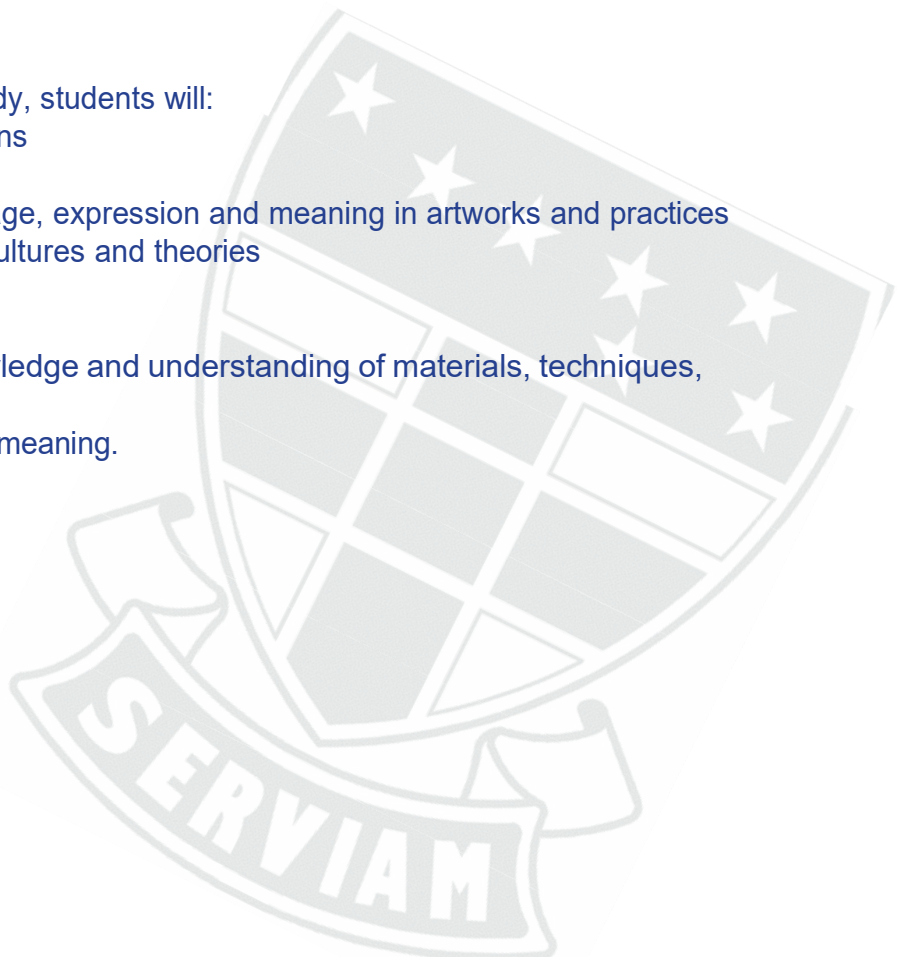 dy, students will:
ns
ge, expression and meaning in artworks and practices
ultures and theories
ledge and understanding of materials, techniques,
meaning.
SERVIAM